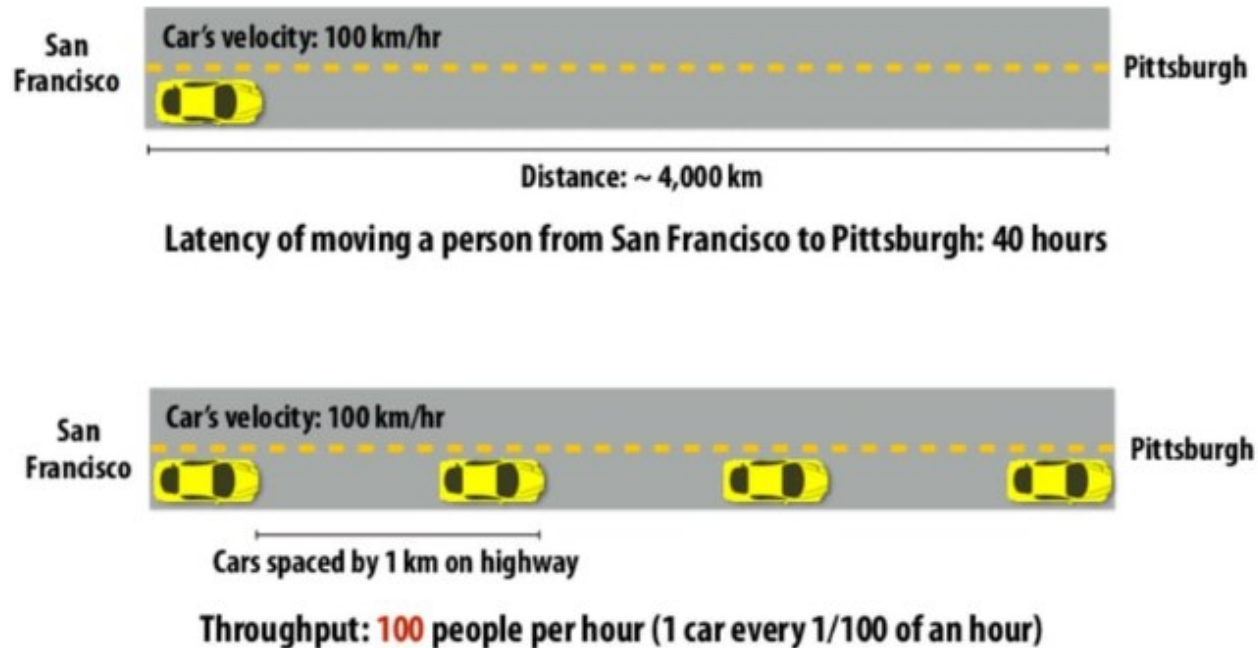 San
Francisco
Car's velocity: 100 km/hr
Pittsburgh
Distance: ~ 4,000 km
Latency of moving a person from San Francisco to Pittsburgh: 40 hours
San
Francisco
Car's velocity: 100 km/hr
Pittsburgh
Cars spaced by 1 km on highway
Throughput: 100 people per hour (1 car every 1/100 of an hour)